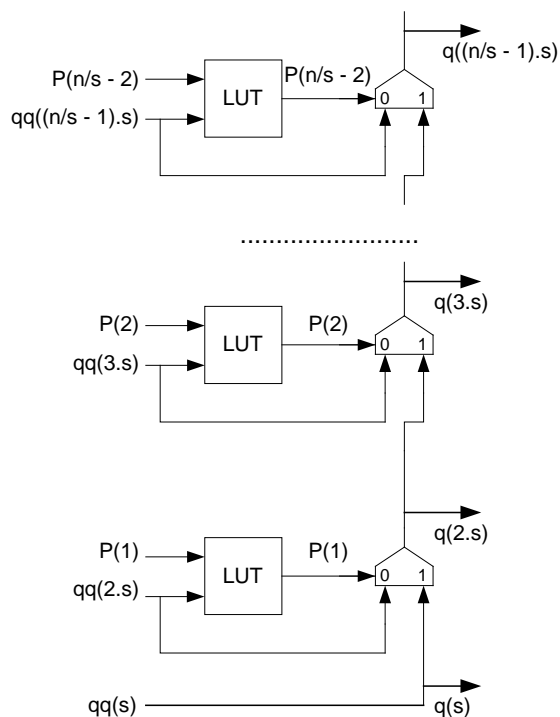 q((n/s - 1).s)
P(n/s - 2) LUT P(n/s - 2) 0 1
qq((n/s - 1).s)
........................
q(3.s)
P(2) LUT P(2) 0 1
qq(3.s)
q(2.s)
P(1) LUT P(1) 0 1
qq(2.s)
qq(s) q(s)